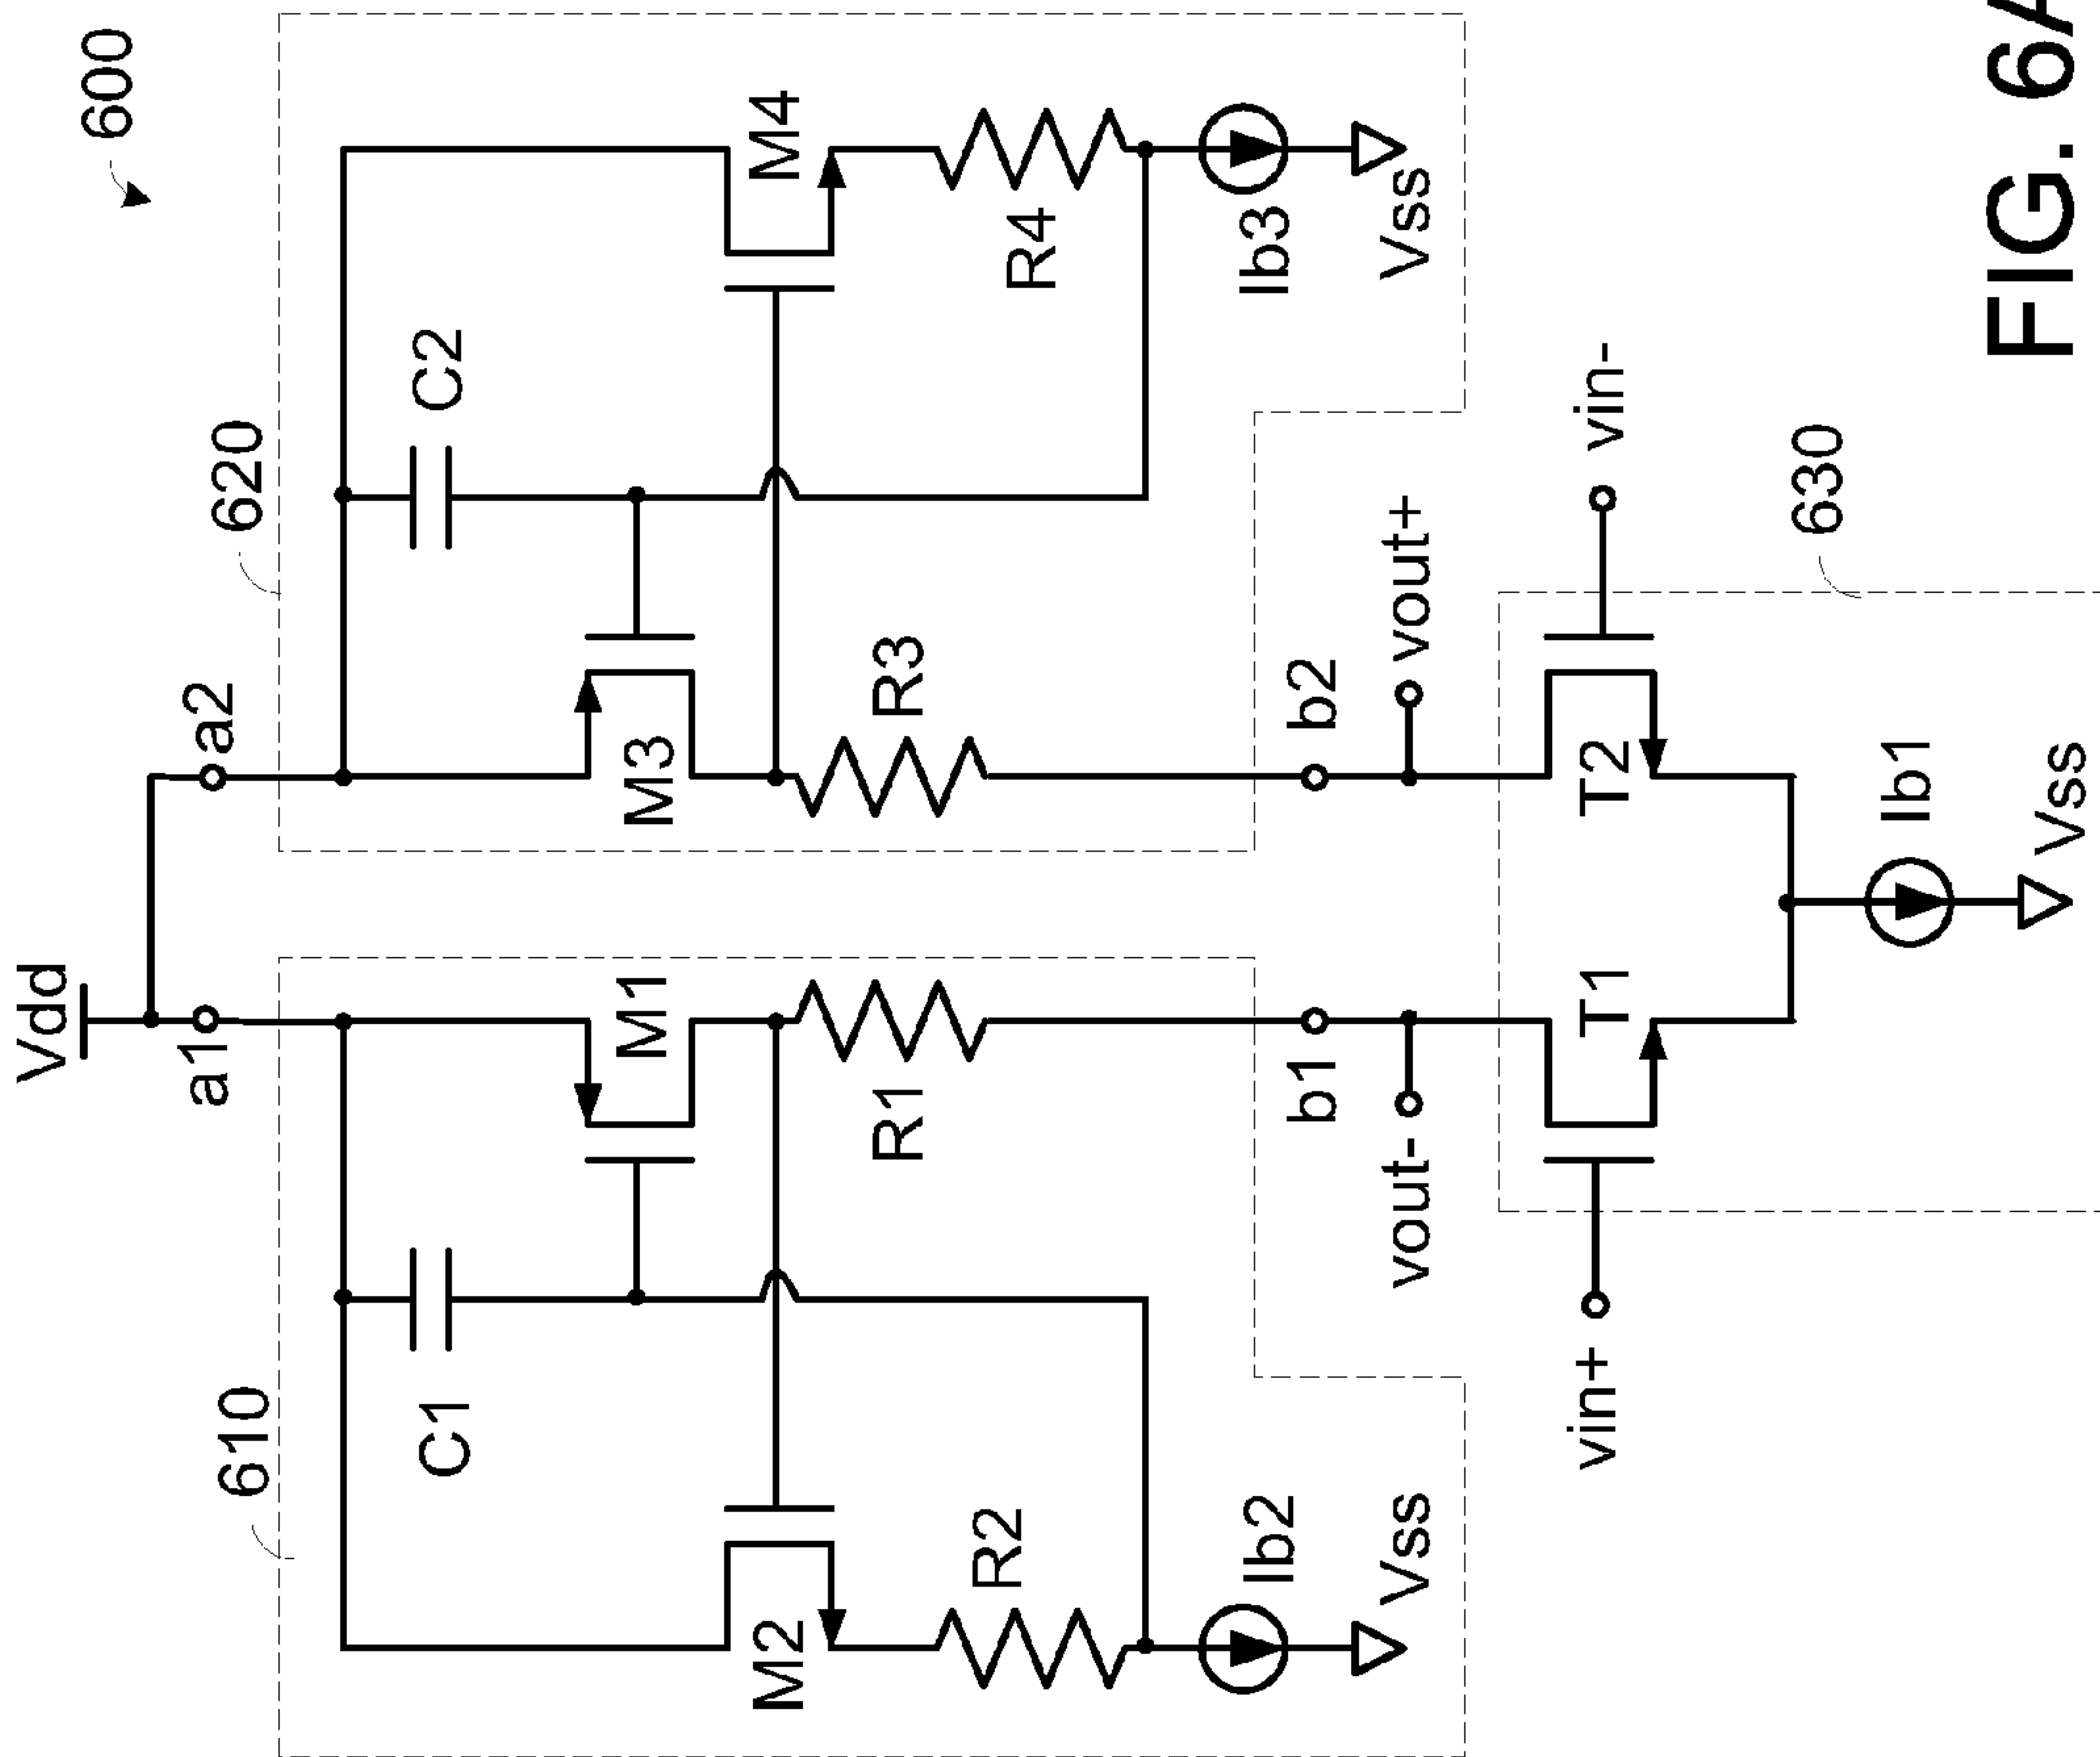 600
Vdd
a1
a2
610
620
C1
C2
M1
M3
M2
M4
R1
R3
R2
R4
b1
b2
Ib2
Ib3
Vss
Vss
vout-
vout+
vin+
vin-
T1
T2
630
Ib1
Vss
FIG. 6A